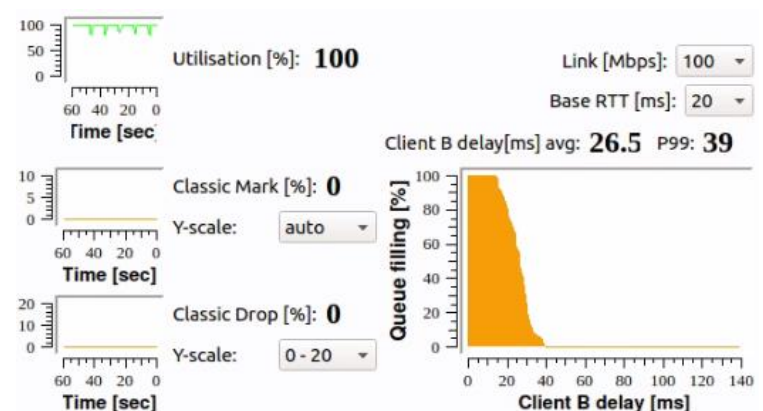 100
50
0
60 40 20 0
Time [sec]
Utilisation [%]: 100
Link [Mbps]: 100
Base RTT [ms]: 20
Client B delay[ms] avg: 26.5 P99: 39
10
5
0
60 40 20 0
Time [sec]
Classic Mark [%]: 0
Y-scale: auto
20
10
0
60 40 20 0
Time [sec]
Classic Drop [%]: 0
Y-scale: 0 - 20
Queue filling [%]
100
80
60
40
20
0
0 20 40 60 80 100 120 140
Client B delay [ms]